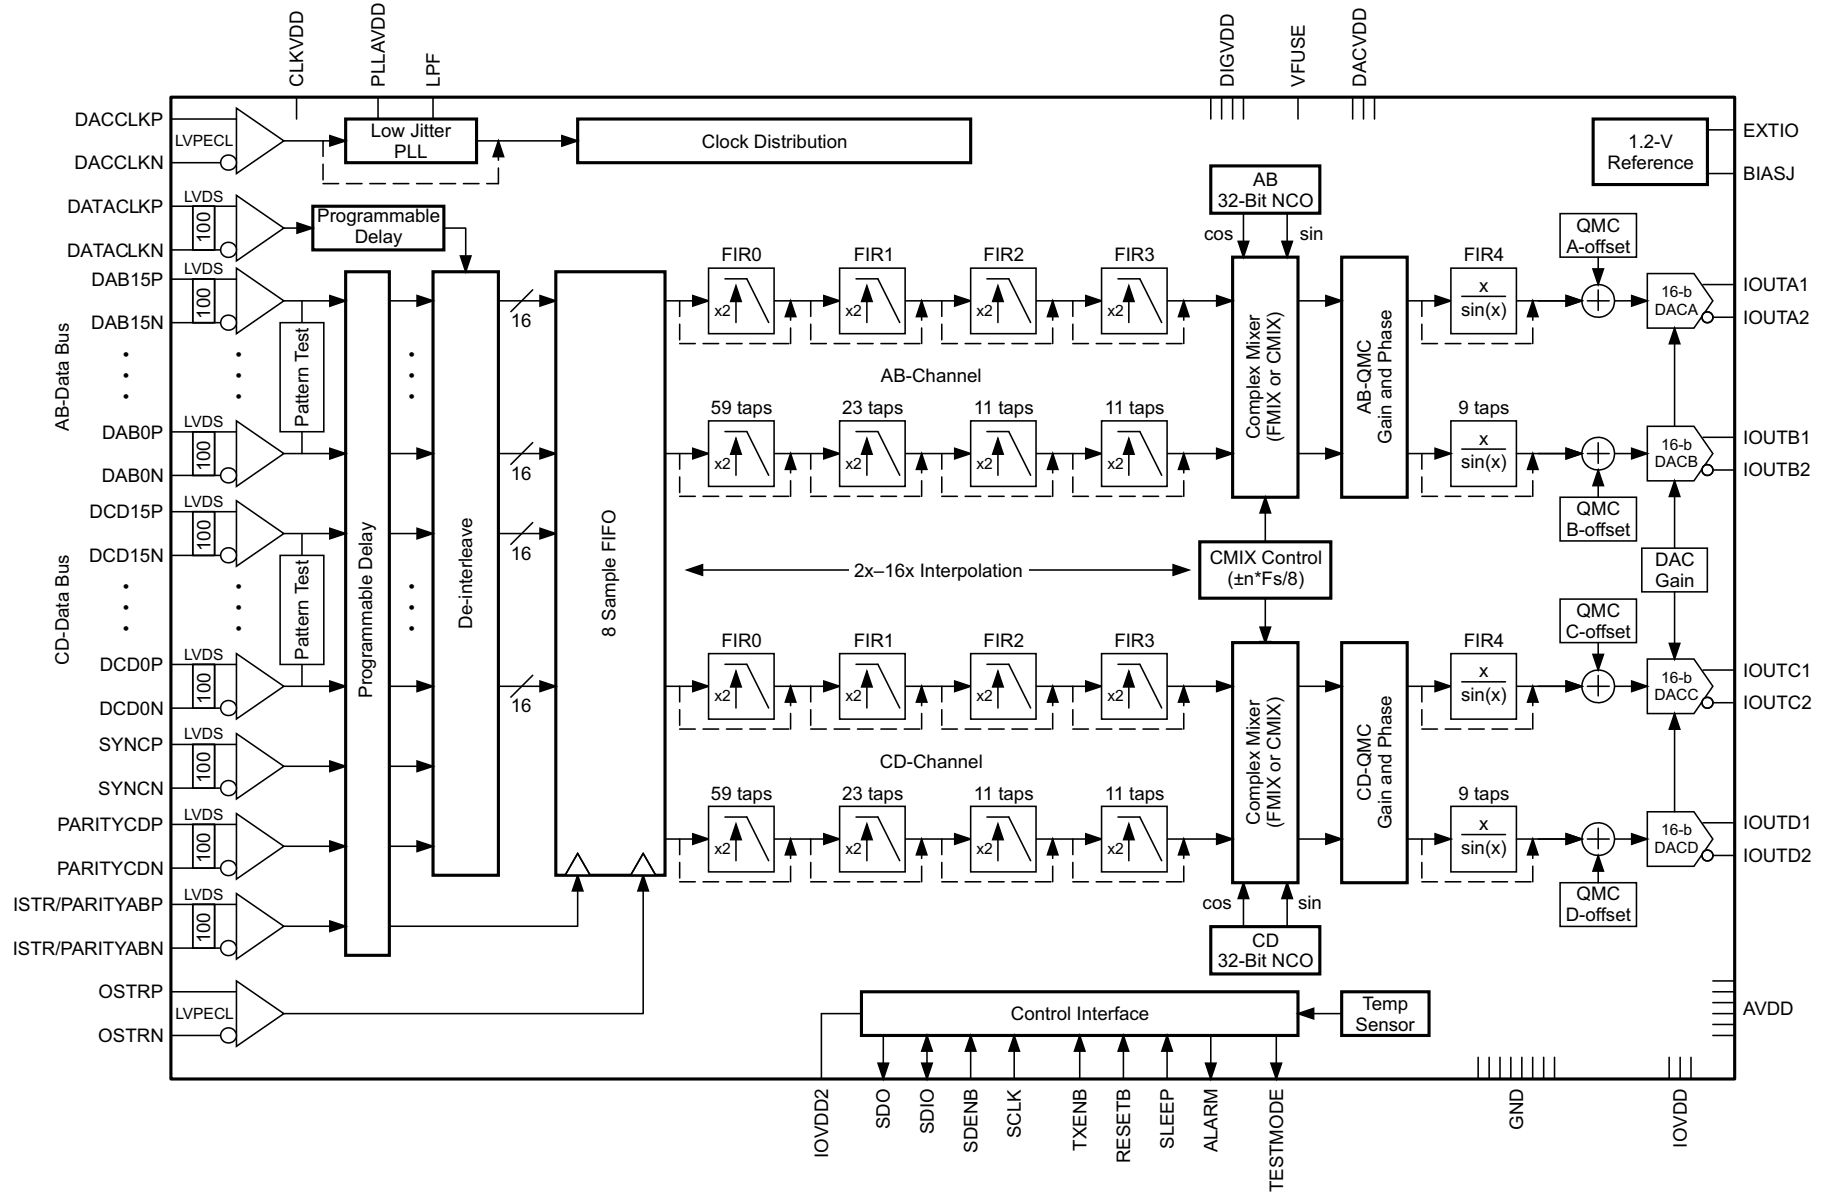 CLKVDD
PLLAVDD
LPF
DIGVDD
VFUSE
DACVDD
DACCLKP
LVPECL
DACCLKN
Low Jitter
PLL
Clock Distribution
1.2-V
Reference
EXTIO
BIASJ
AB
32-Bit NCO
cos
sin
DATACLKP
LVDS
100
DATACLKN
Programmable
Delay
QMC
A-offset
DAB15P
LVDS
100
DAB15N
FIR0
x2
FIR1
x2
FIR2
x2
FIR3
x2
FIR4
x
sin(x)
16-b
DACA
IOUTA1
IOUTA2
16
AB-Data Bus
Pattern Test
AB-Channel
Complex Mixer
(FMIX or CMIX)
AB-QMC
Gain and Phase
DAB0P
LVDS
100
DAB0N
59 taps
x2
23 taps
x2
11 taps
x2
11 taps
x2
9 taps
x
sin(x)
16-b
DACB
IOUTB1
IOUTB2
16
QMC
B-offset
DCD15P
LVDS
100
DCD15N
16
CD-Data Bus
Pattern Test
Programmable Delay
De-interleave
8 Sample FIFO
2x–16x Interpolation
CMIX Control
(±n*Fs/8)
DAC
Gain
QMC
C-offset
DCD0P
LVDS
100
DCD0N
16
FIR0
x2
FIR1
x2
FIR2
x2
FIR3
x2
FIR4
x
sin(x)
16-b
DACC
IOUTC1
IOUTC2
SYNCP
LVDS
100
SYNCN
CD-Channel
Complex Mixer
(FMIX or CMIX)
CD-QMC
Gain and Phase
PARITYCDP
LVDS
100
PARITYCDN
59 taps
x2
23 taps
x2
11 taps
x2
11 taps
x2
9 taps
x
sin(x)
16-b
DACD
IOUTD1
IOUTD2
ISTR/PARITYABP
LVDS
100
ISTR/PARITYABN
cos
sin
CD
32-Bit NCO
QMC
D-offset
OSTRP
LVPECL
OSTRN
Control Interface
Temp
Sensor
AVDD
IOVDD2
SDO
SDIO
SDENB
SCLK
TXENB
RESETB
SLEEP
ALARM
TESTMODE
GND
IOVDD